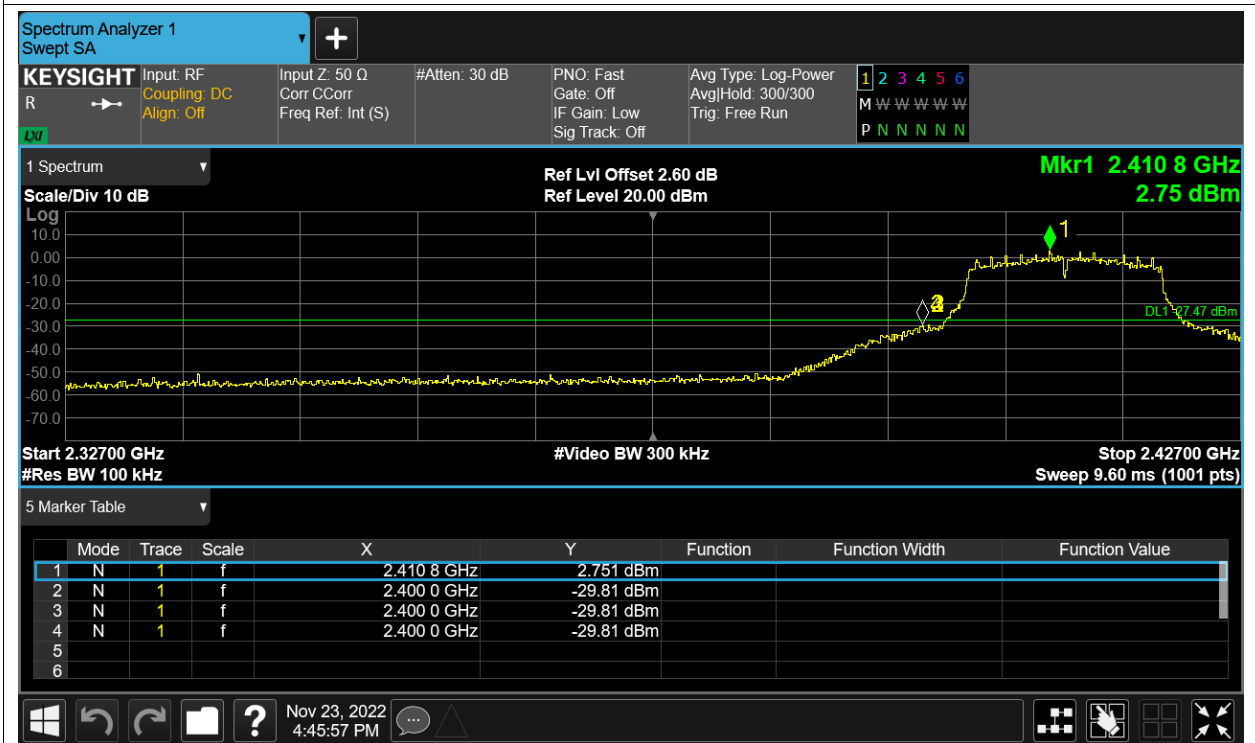 Spectrum Analyzer 1
Swept SA
+
KEYSIGHT Input: RF Input Z: 50 Ω #Atten: 30 dB PNO: Fast Avg Type: Log-Power 1 2 3 4 5 6
R Coupling: DC Corr CCorr Gate: Off Avg|Hold: 300/300 M W W W W W
Align: Off Freq Ref: Int (S) IF Gain: Low Trig: Free Run
LXI Sig Track: Off P N N N N N
1 Spectrum Ref Lvl Offset 2.60 dB Mkr1 2.410 8 GHz
Scale/Div 10 dB Ref Level 20.00 dBm 2.75 dBm
Log
10.0 1
0.00
-10.0
-20.0
DL1 -27.47 dBm
-30.0
-40.0
-50.0
-60.0
-70.0
Start 2.32700 GHz #Video BW 300 kHz Stop 2.42700 GHz
#Res BW 100 kHz Sweep 9.60 ms (1001 pts)
5 Marker Table
Mode Trace Scale X Y Function Function Width Function Value
1 N 1 f 2.410 8 GHz 2.751 dBm
2 N 1 f 2.400 0 GHz -29.81 dBm
3 N 1 f 2.400 0 GHz -29.81 dBm
4 N 1 f 2.400 0 GHz -29.81 dBm
5
6
? Nov 23, 2022
4:45:57 PM